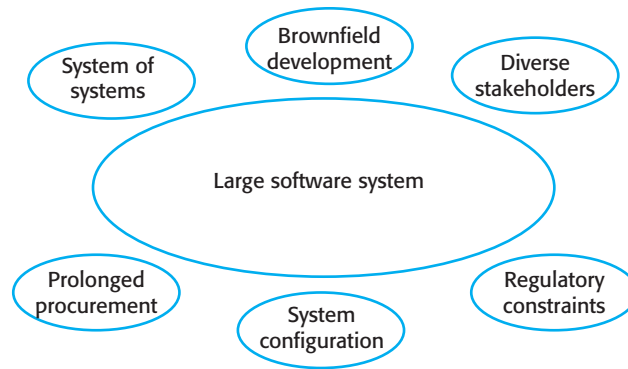 Brownfield
development
System of
systems
Diverse
stakeholders
Large software system
Prolonged
procurement
System
configuration
Regulatory
constraints